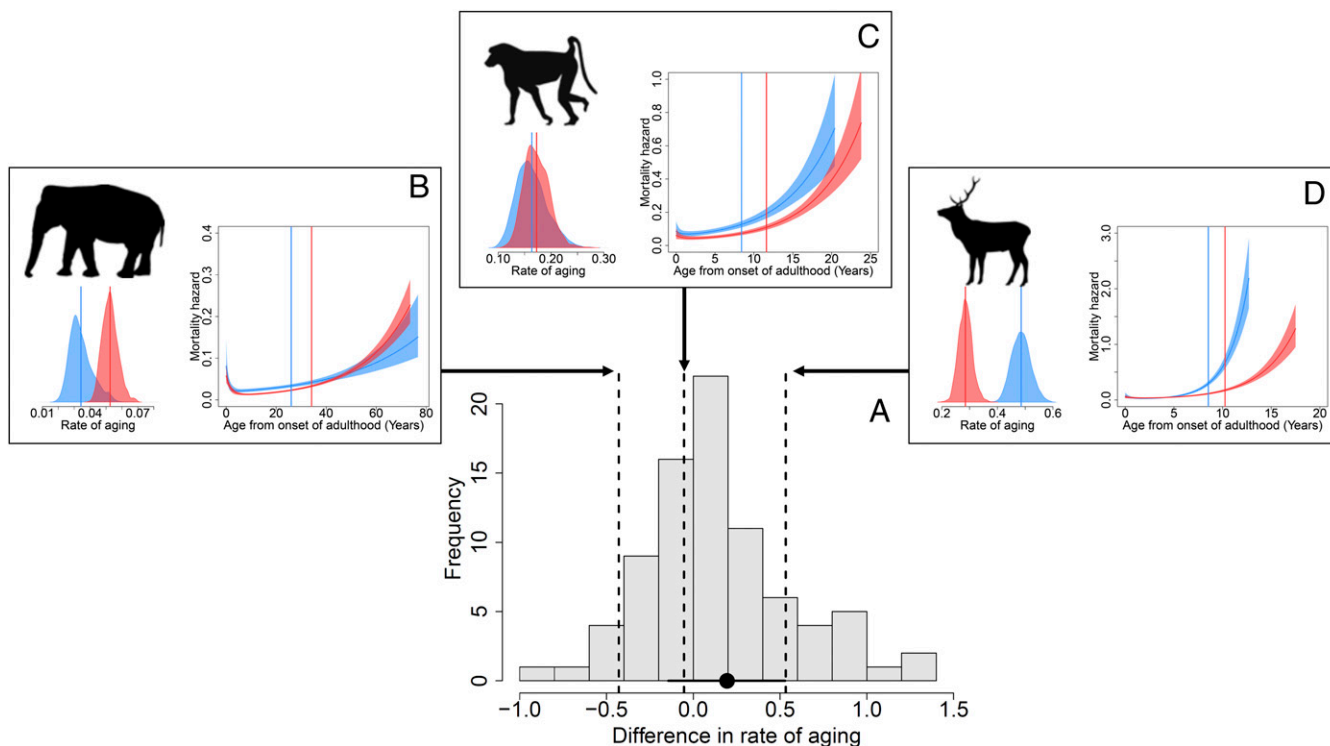 C
1.0
0.8
0.6
0.4
0.2
0.0
Mortality hazard
0 5 10 15 20 25
Age from onset of adulthood (Years)
0.10 0.30
Rate of aging
B
0.4
0.3
0.2
0.1
0.0
Mortality hazard
0 20 40 60 80
Age from onset of adulthood (Years)
0.01 0.04 0.07
Rate of aging
D
3.0
2.0
1.0
0.0
Mortality hazard
0 5 10 15 20
Age from onset of adulthood (Years)
0.2 0.4 0.6
Rate of aging
A
20
15
10
5
0
Frequency
−1.0 −0.5 0.0 0.5 1.0 1.5
Difference in rate of aging